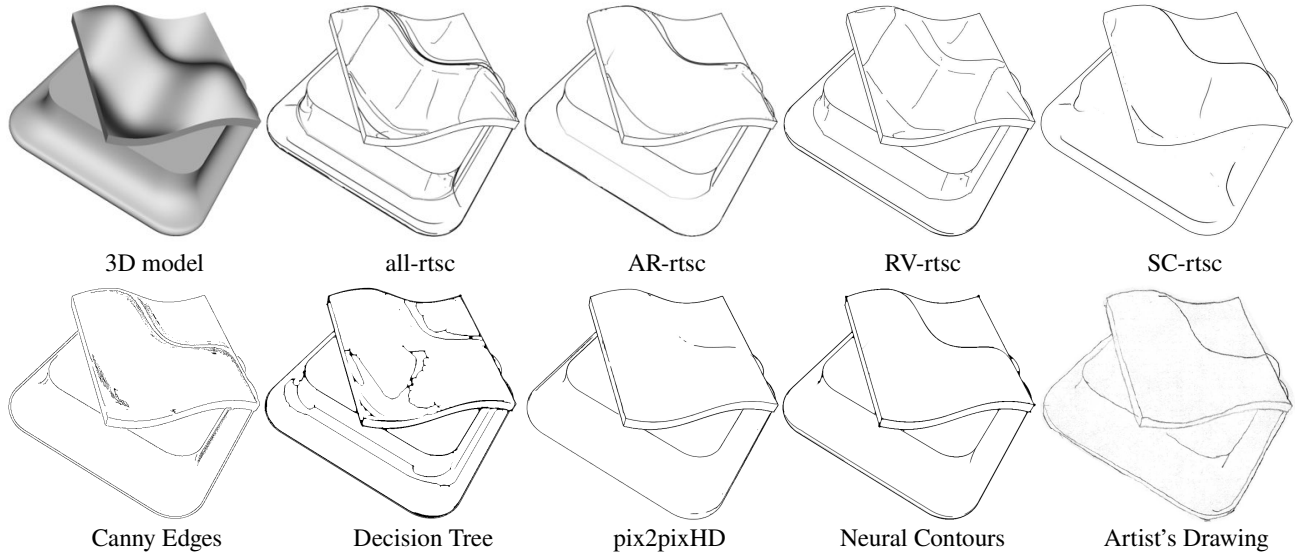 3D model all-rtsc AR-rtsc RV-rtsc SC-rtsc
Canny Edges Decision Tree pix2pixHD Neural Contours Artist's Drawing